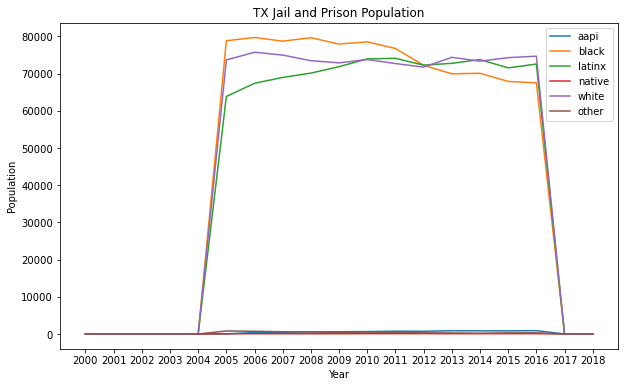 TX Jail and Prison Population
80000
70000
60000
50000
40000
30000
20000
10000
0
Population
aapi
black
latinx
native
white
other
2000 2001 2002 2003 2004 2005 2006 2007 2008 2009 2010 2011 2012 2013 2014 2015 2016 2017 2018
Year